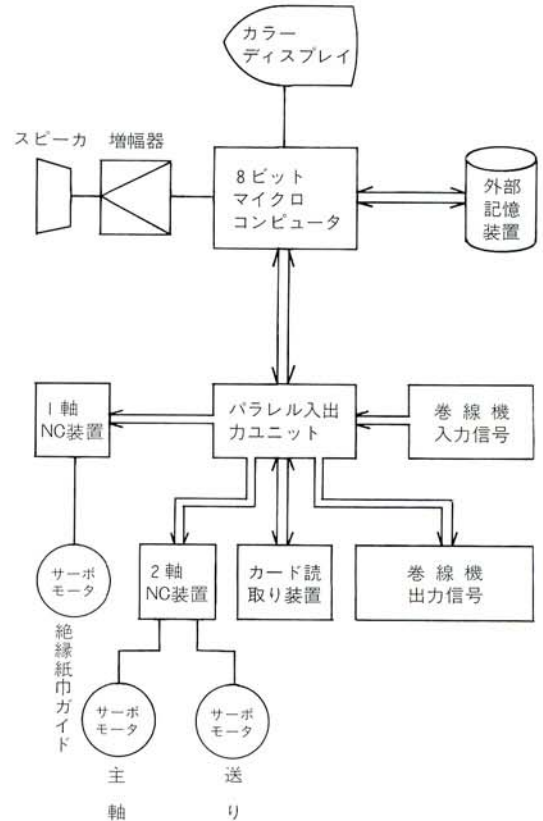 カラー
ディスプレイ
スピーカ
増幅器
8ビット
マイクロ
コンピュータ
外部
記憶
装置
1軸
NC装置
パラレル入出
力ユニット
巻線機
入力信号
サーボ
モータ
絶縁紙巾ガイド
2軸
NC装置
カード読
取り装置
巻線機
出力信号
サーボ
モータ
主軸
サーボ
モータ
送り